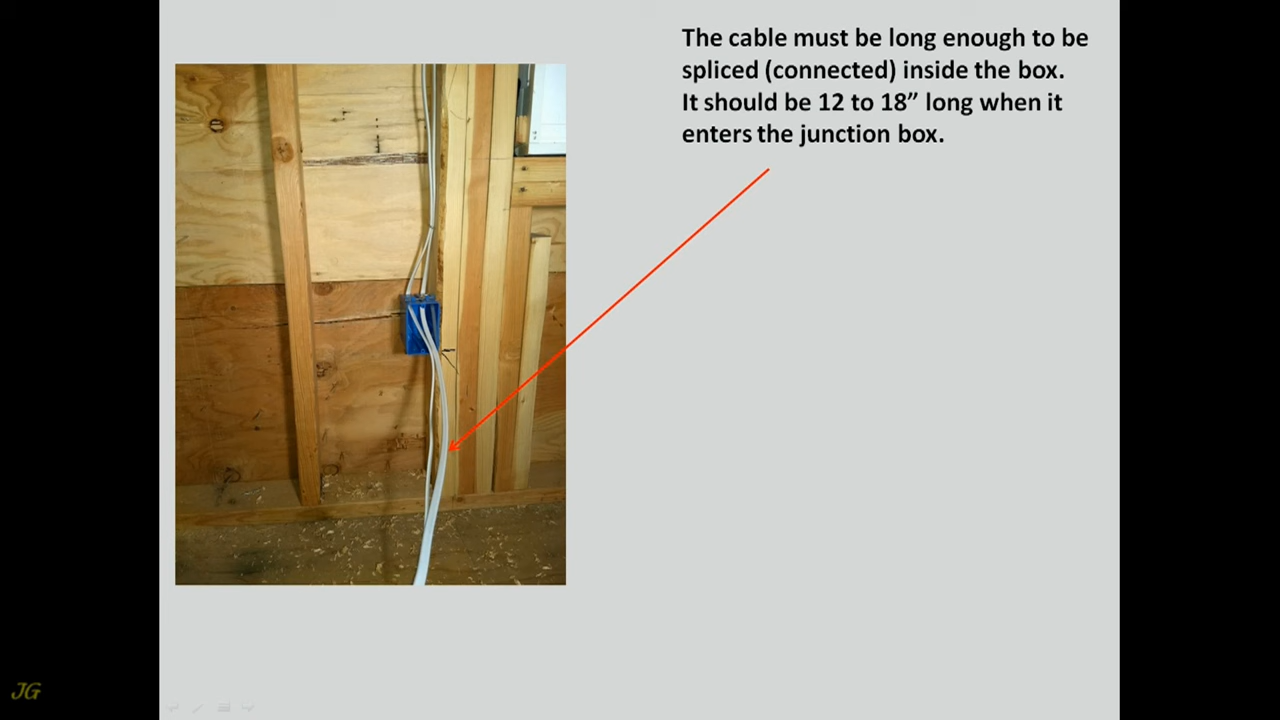 The cable must be long enough to be
spliced (connected) inside the box.
It should be 12 to 18” long when it
enters the junction box.
JG